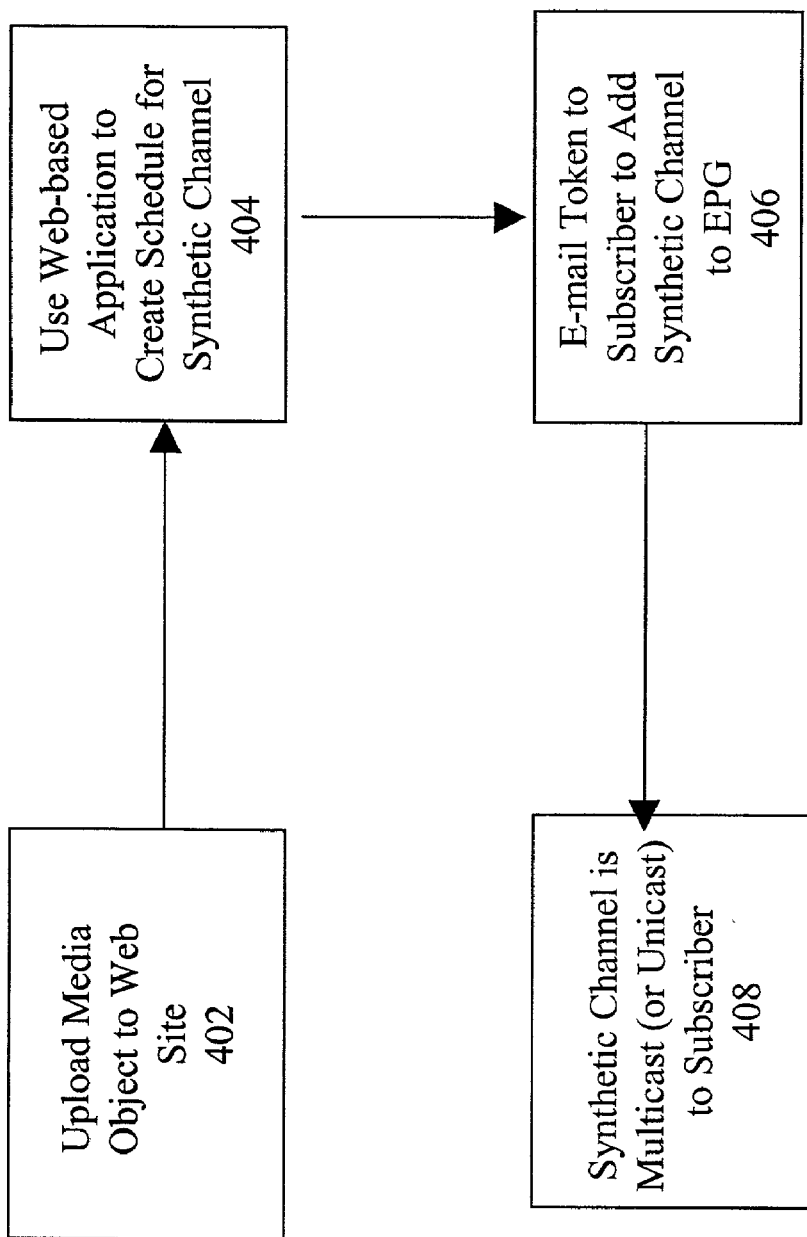 Upload Media
Object to Web
Site
402
Use Web-based
Application to
Create Schedule for
Synthetic Channel
404
E-mail Token to
Subscriber to Add
Synthetic Channel
to EPG
406
Synthetic Channel is
Multicast (or Unicast)
to Subscriber
408